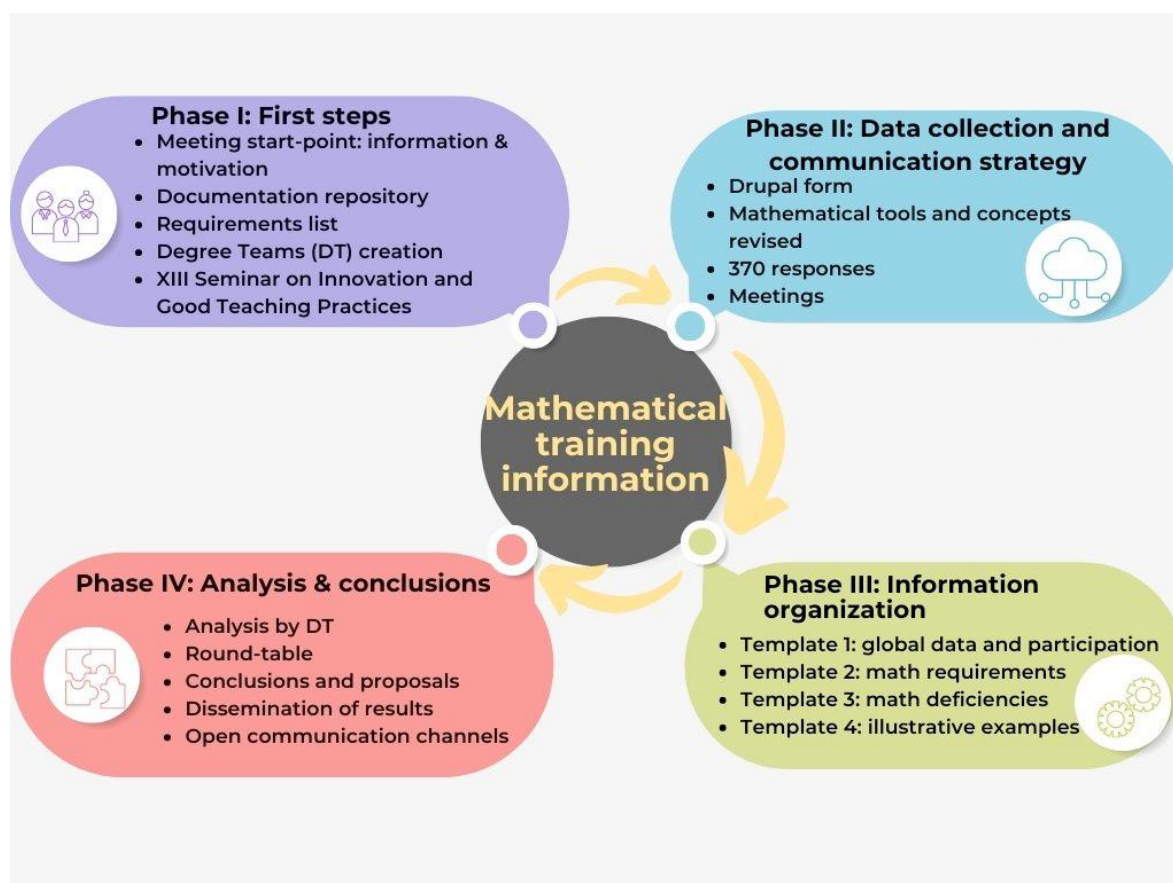 Phase I: First steps
• Meeting start-point: information &
motivation
• Documentation repository
• Requirements list
• Degree Teams (DT) creation
• XIII Seminar on Innovation and
Good Teaching Practices
Phase II: Data collection and
communication strategy
• Drupal form
• Mathematical tools and concepts
revised
• 370 responses
• Meetings
Mathematical
training
information
Phase III: Information
organization
• Template 1: global data and participation
• Template 2: math requirements
• Template 3: math deficiencies
• Template 4: illustrative examples
Phase IV: Analysis & conclusions
• Analysis by DT
• Round-table
• Conclusions and proposals
• Dissemination of results
• Open communication channels